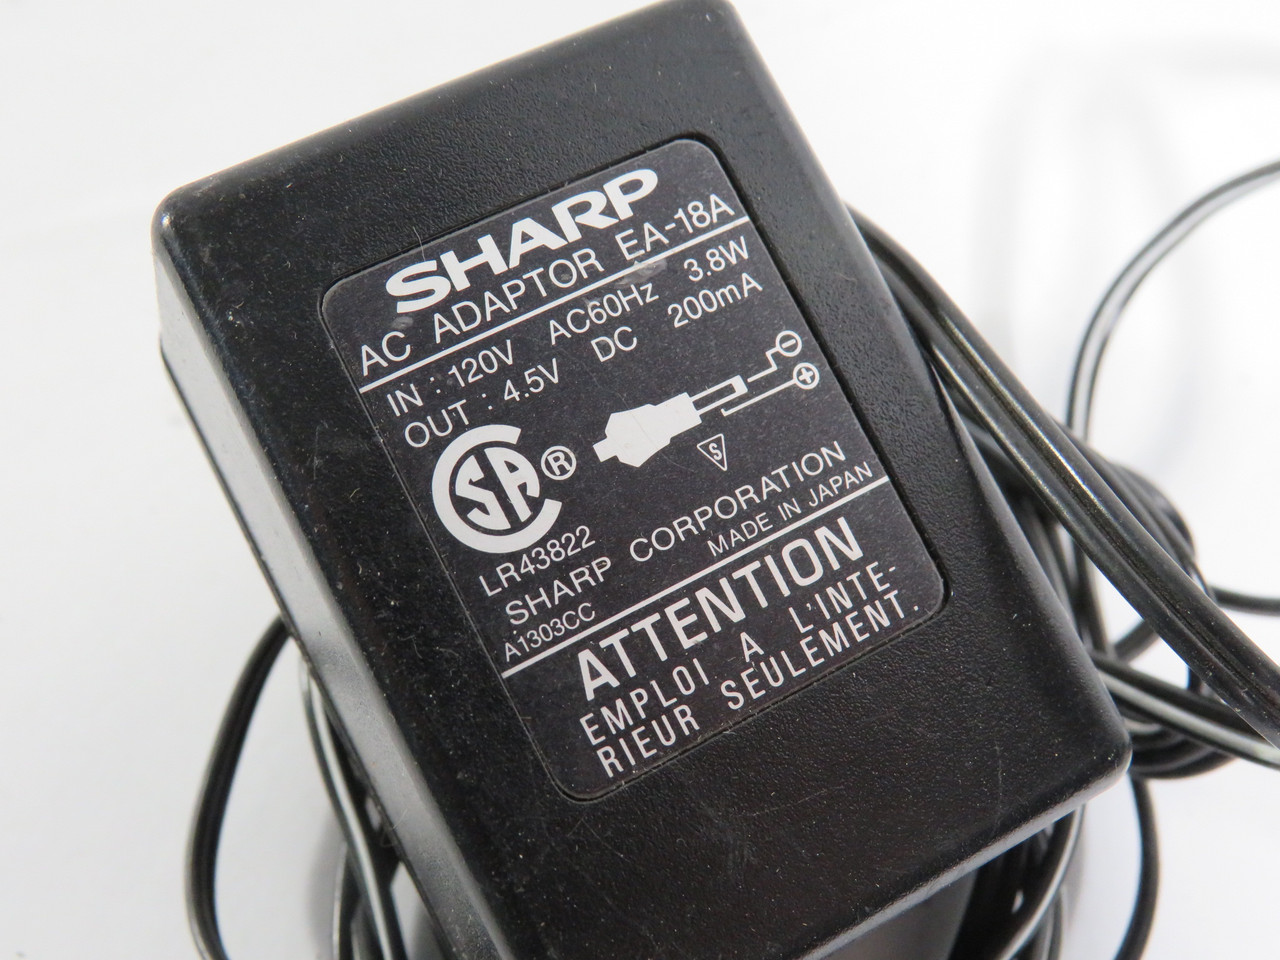 SHARP
AC ADAPTOR EA-18A
IN : 120V AC60Hz 3.8W
OUT : 4.5V DC 200mA
SA ®
S
LR43822
SHARP CORPORATION
A1303CC MADE IN JAPAN
ATTENTION
EMPLOI A L'INTE-
RIEUR SEULEMENT.